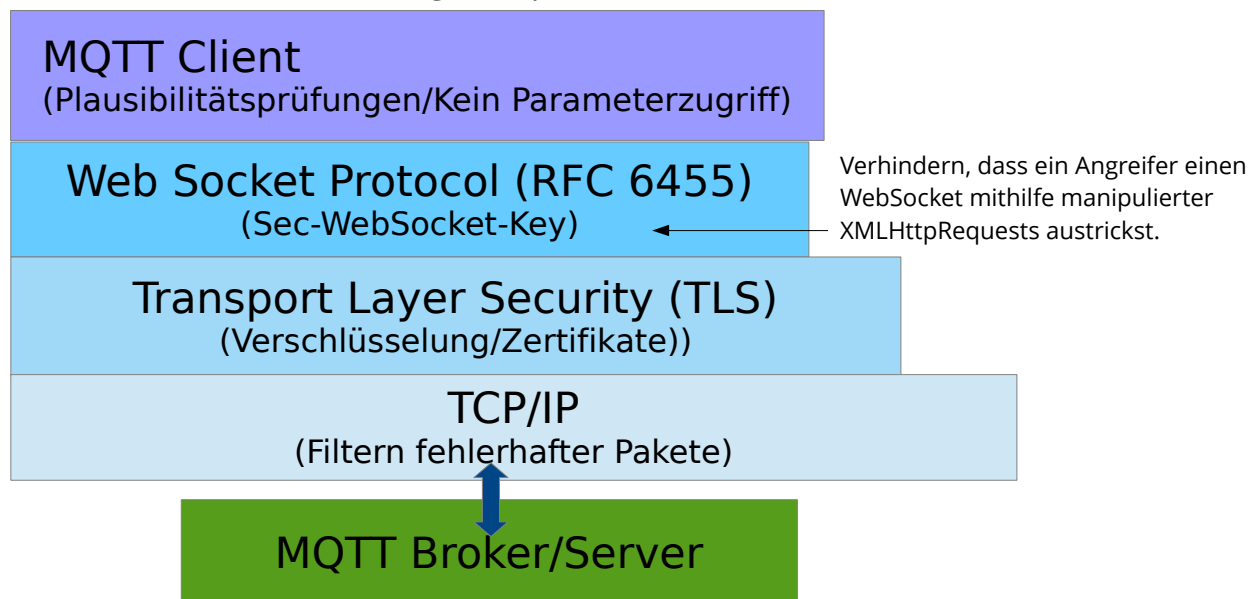 MQTT Client
(Plausibilitätsprüfungen/Kein Parameterzugriff)
Web Socket Protocol (RFC 6455)
(Sec-WebSocket-Key)
Verhindern, dass ein Angreifer einen
WebSocket mithilfe manipulierter
XMLHttpRequests austrickst.
Transport Layer Security (TLS)
(Verschlüsselung/Zertifikate))
TCP/IP
(Filtern fehlerhafter Pakete)
MQTT Broker/Server